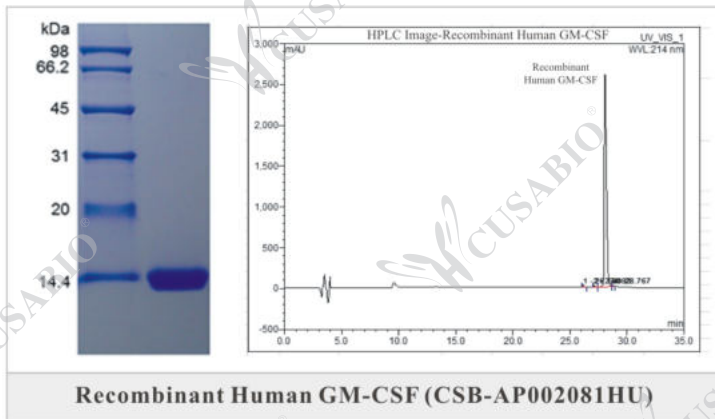 kDa
98
66.2
45
31
20
14.4
HPLC Image-Recombinant Human GM-CSF
UV_VIS_1
mAU
WVL:214 nm
Recombinant
Human GM-CSF
3,000
2,500
2,000
1,500
1,000
500
0
-500
min
0.0 5.0 10.0 15.0 20.0 25.0 30.0 35.0
CUSABIO®
CUSABIO
CUSABIO
Recombinant Human GM-CSF (CSB-AP002081HU)